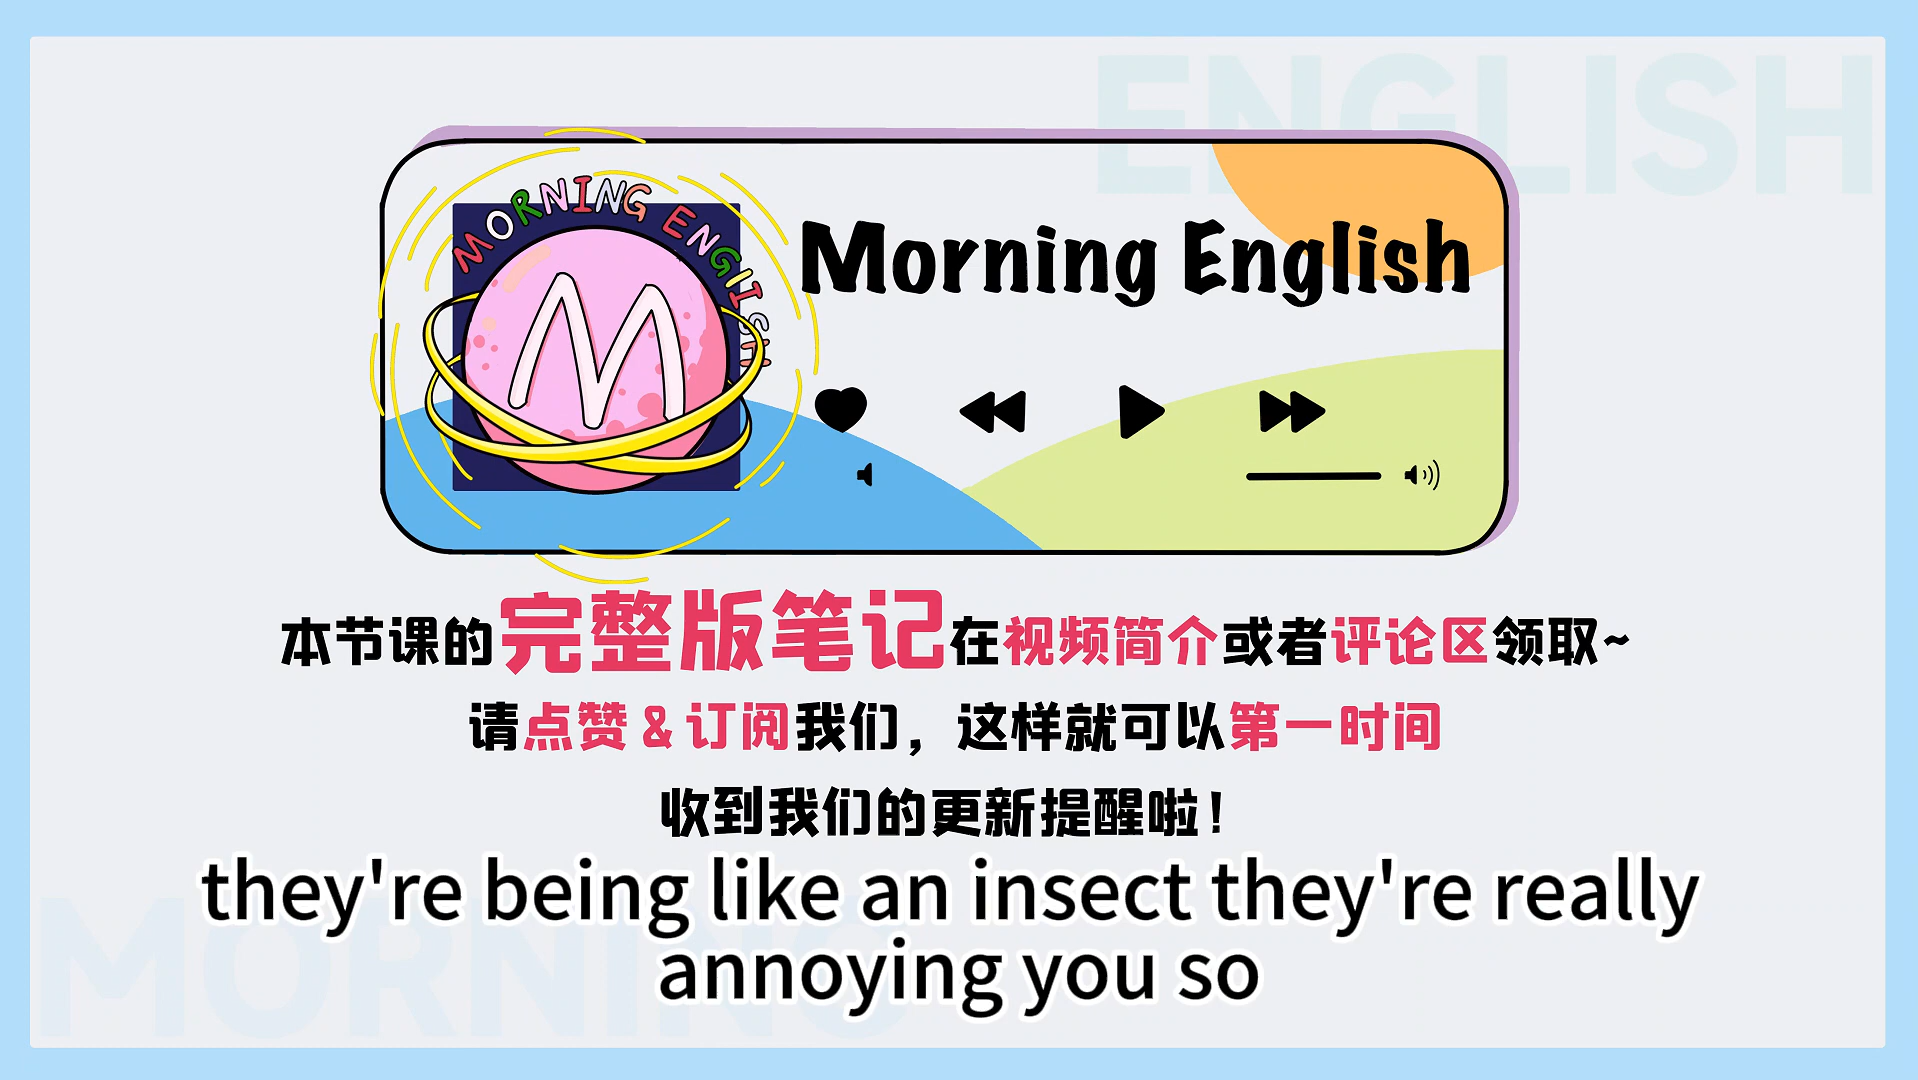 ENGLISH
MORNING ENGLISH
M
Morning English
本节课的完整版笔记在视频简介或者评论区领取~
请点赞&订阅我们，这样就可以第一时间
收到我们的更新提醒啦！
they're being like an insect they're really
annoying you so
MORNING